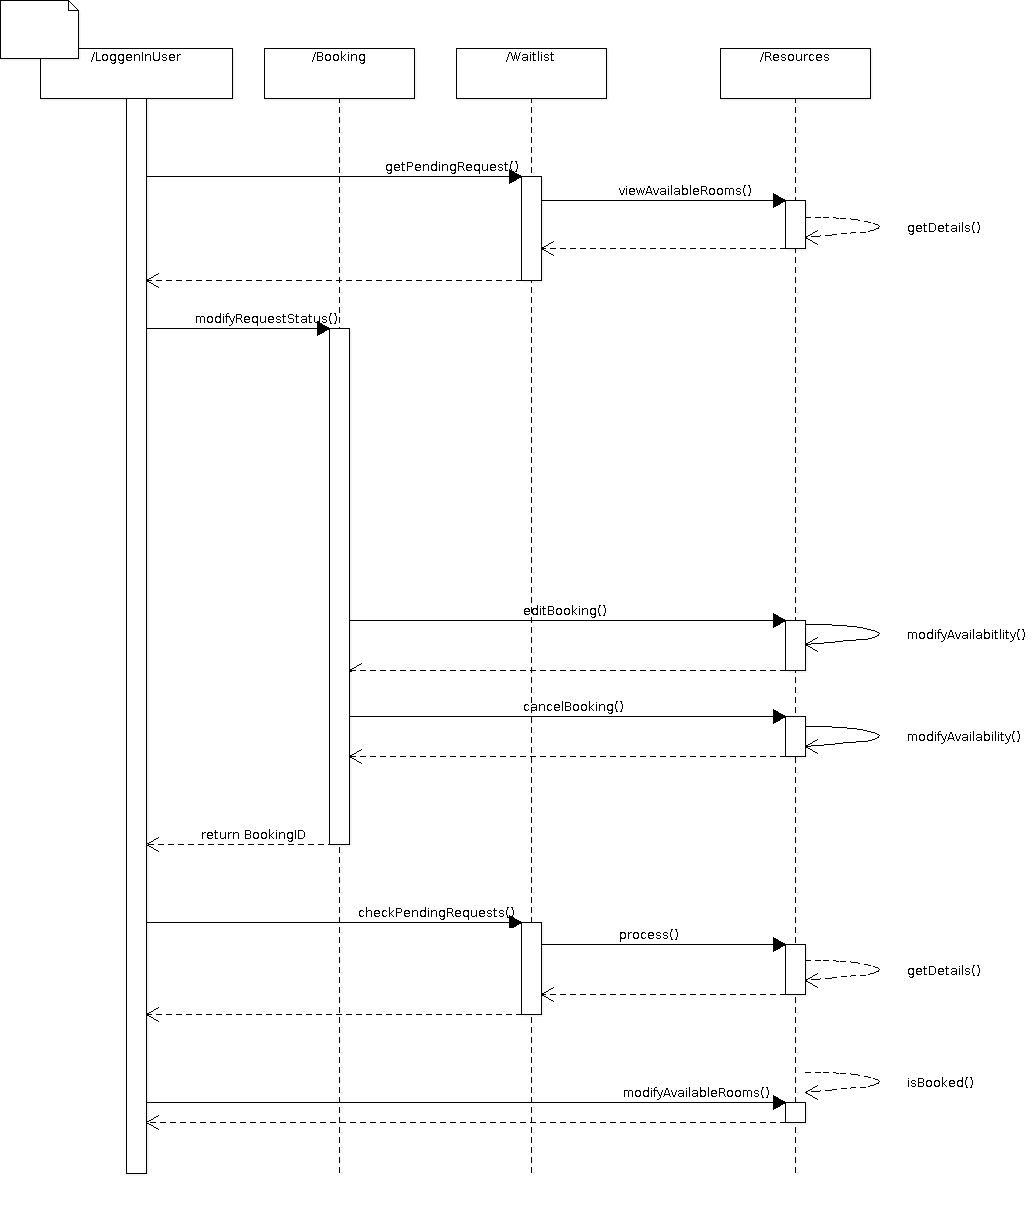 /LoggenInUser
/Booking
/Waitlist
/Resources
getPendingRequest()
viewAvailableRooms()
getDetails()
modifyRequestStatus()
editBooking()
modifyAvailabitlity()
cancelBooking()
modifyAvailability()
return BookingID
checkPendingRequests()
process()
getDetails()
isBooked()
modifyAvailableRooms()